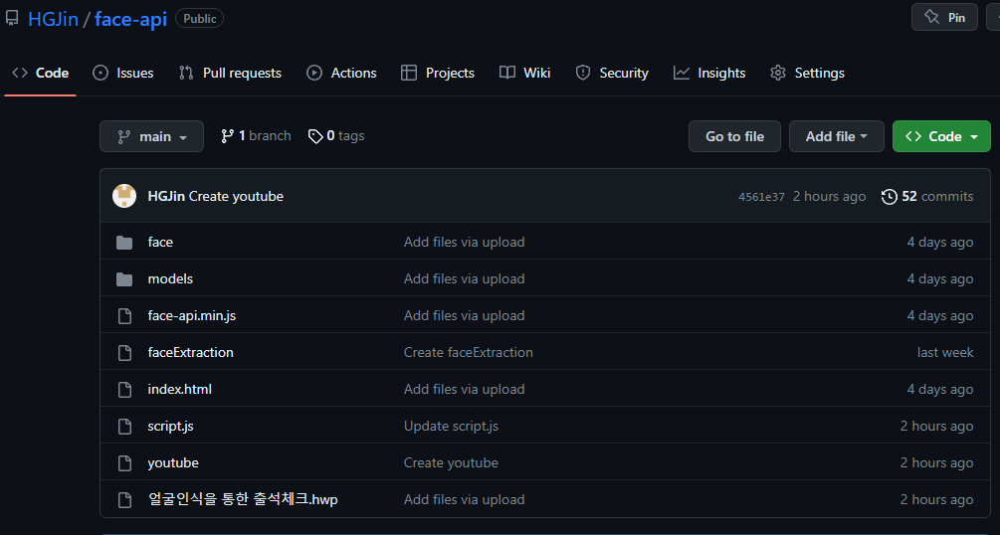 HGJin / face-api Public Pin
Code Issues Pull requests Actions Projects Wiki Security Insights Settings
main 1 branch 0 tags Go to file Add file Code
HGJin Create youtube 4561e37 2 hours ago 52 commits
face Add files via upload 4 days ago
models Add files via upload 4 days ago
face-api.min.js Add files via upload 4 days ago
faceExtraction Create faceExtraction last week
index.html Add files via upload 4 days ago
script.js Update script.js 2 hours ago
youtube Create youtube 2 hours ago
얼굴인식을 통한 출석체크.hwp Add files via upload 2 hours ago